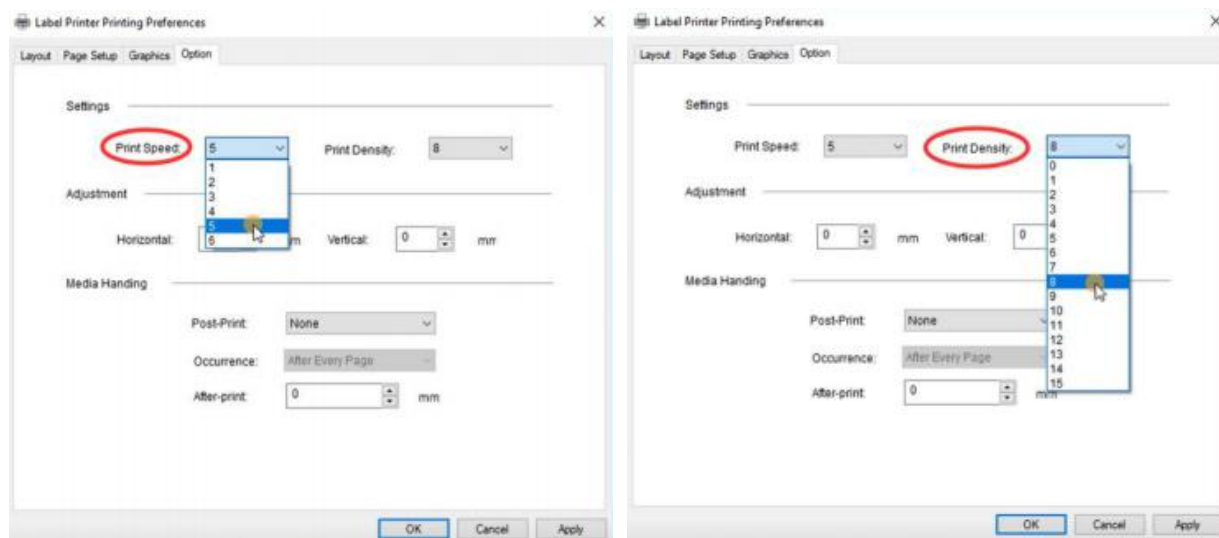 Label Printer Printing Preferences
Layout Page Setup Graphics Option
Settings
Print Speed: 5 Print Density: 8
1
2
3
4
5
6
Adjustment
Horizontal: m Vertical: 0 mm
Media Handing
Post-Print: None
Occurrence: After Every Page
After-print: 0 mm
OK Cancel Apply
Label Printer Printing Preferences
Layout Page Setup Graphics Option
Settings
Print Speed: 5 Print Density: 8
0
1
2
3
4
5
6
7
8
9
10
11
12
13
14
15
Adjustment
Horizontal: 0 mm Vertical: 0
Media Handing
Post-Print: None
Occurrence: After Every Page
After-print: 0 mm
OK Cancel Apply